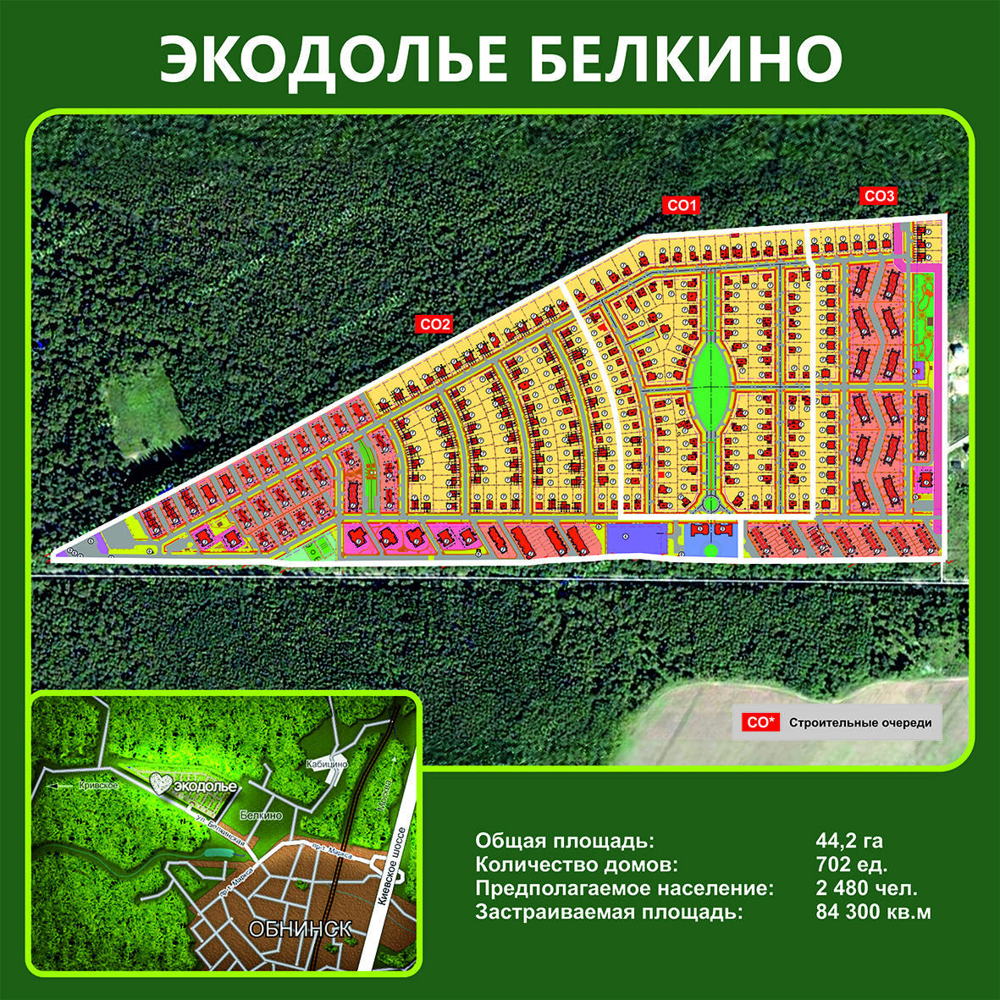 ЭКОДОЛЬЕ БЕЛКИНО
СО1
СО3
СО2
СО* Строительные очереди
Кабицино
Кривское
ЭКОДОЛЬЕ
Москва
Белкино
ул. Белкинская
пр-т. Маркса
Киевское шоссе
пр-т. Маркса
ОБНИНСК
Общая площадь: 44,2 га
Количество домов: 702 ед.
Предполагаемое население: 2 480 чел.
Застраиваемая площадь: 84 300 кв.м